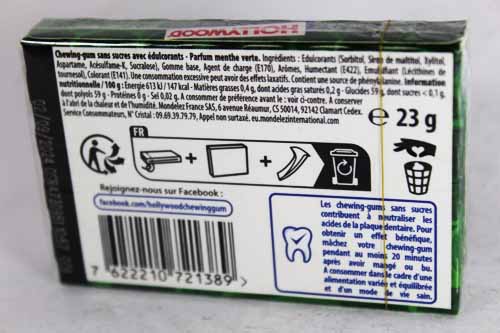 HOLLYWOOD
Chewing-gum sans sucres avec édulcorants - Parfum menthe verte. Ingrédients : Edulcorants (Sorbitol, Sirop de maltitol, Xylitol,
Aspartame, Acésulfame-K, Sucralose), Gomme base, Agent de charge (E170), Arômes, Humectant (E422), Emulsifiant (Lécithines de
tournesol), Colorant (E141). Une consommation excessive peut avoir des effets laxatifs. Contient une source de phénylalanine. Information
nutritionnelle / 100 g : Energie 613 kJ / 147 kcal - Matières grasses 0,4 g, dont acides gras saturés 0,2 g - Glucides 59 g, dont sucres < 0,1 g,
dont polyols 59 g - Protéines 0 g - Sel 0,02 g. A consommer de préférence avant le : voir ci-contre. A conserver
à l'abri de la chaleur et de l'humidité. Mondelez France SAS, 6 avenue Réaumur, CS 50014, 92142 Clamart Cedex.
Service Consommateurs, N° Cristal : 09.69.39.79.79, Appel non surtaxé. eu.mondelezinternational.com
e 23 g
FR
Rejoignez-nous sur Facebook :
facebook.com/hollywoodchewinggum
7 622210 721389
Les chewing-gums sans sucres
contribuent à neutraliser les
acides de la plaque dentaire. Pour
obtenir un effet bénéfique,
mâchez votre chewing-gum
pendant au moins 20 minutes
après avoir mangé ou bu.
A consommer dans le cadre d'une
alimentation variée et équilibrée
et d'un mode de vie sain.